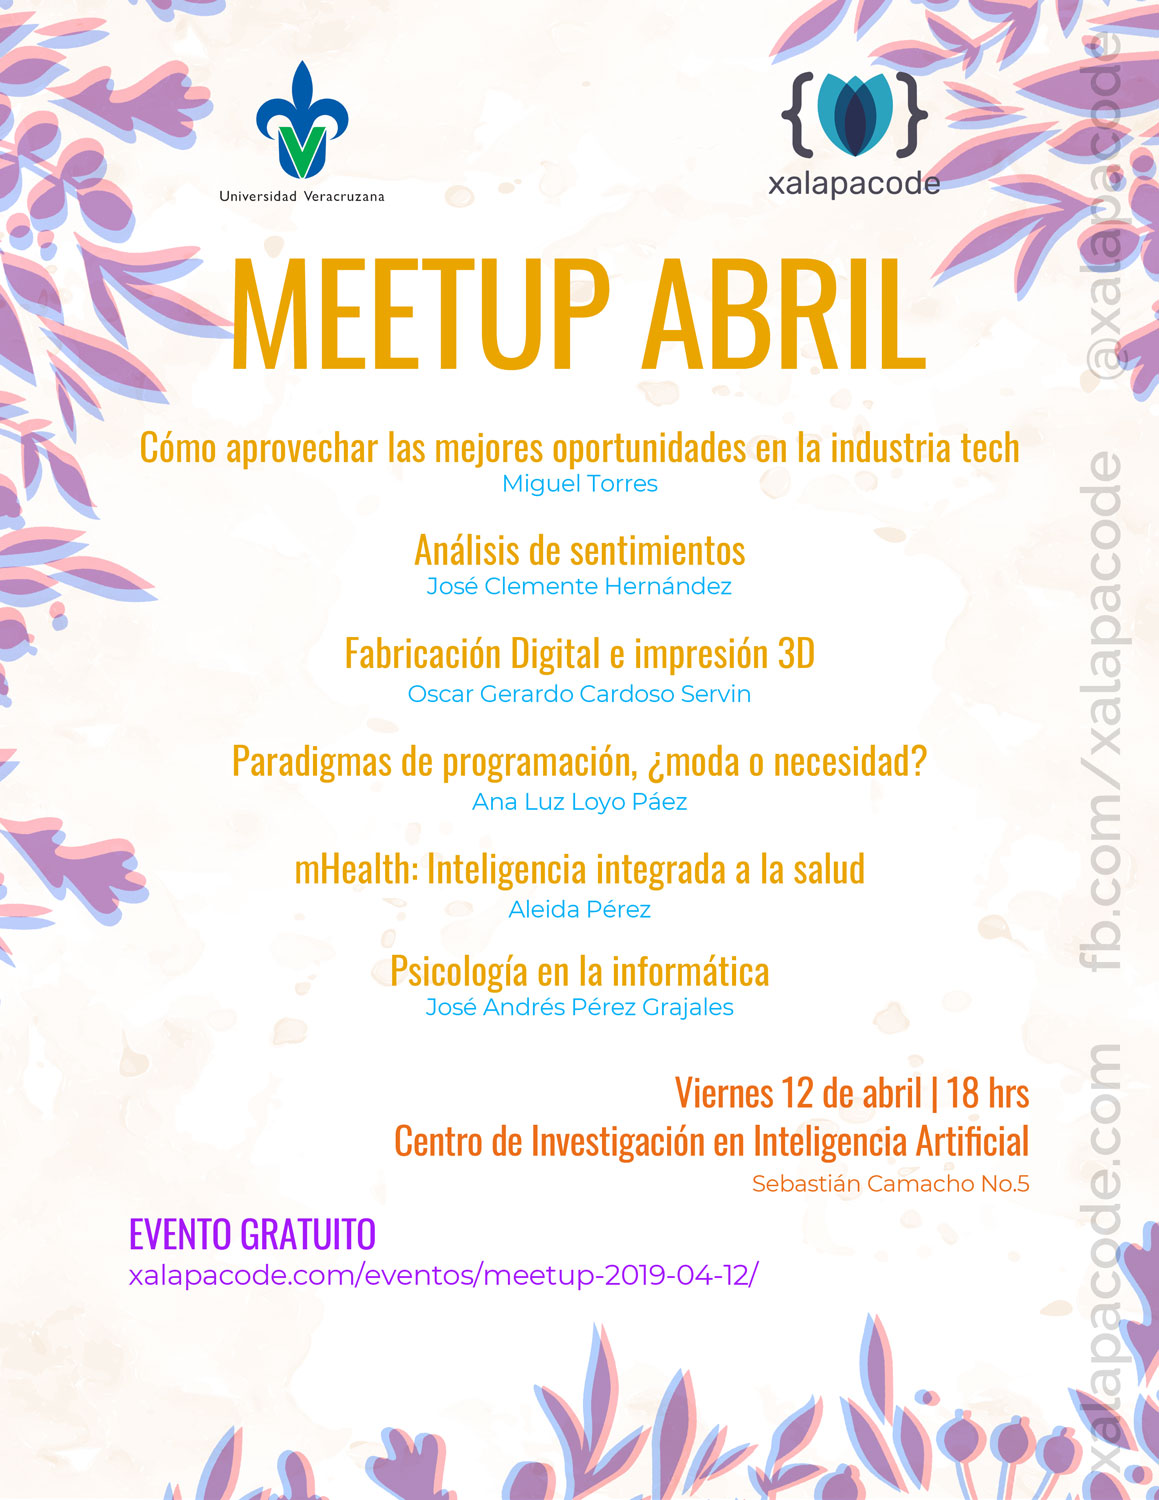 Universidad Veracruzana
{ }
xalapacode
MEETUP ABRIL
Cómo aprovechar las mejores oportunidades en la industria tech
Miguel Torres
Análisis de sentimientos
José Clemente Hernández
Fabricación Digital e impresión 3D
Oscar Gerardo Cardoso Servin
Paradigmas de programación, ¿moda o necesidad?
Ana Luz Loyo Páez
mHealth: Inteligencia integrada a la salud
Aleida Pérez
Psicología en la informática
José Andrés Pérez Grajales
Viernes 12 de abril | 18 hrs
Centro de Investigación en Inteligencia Artificial
Sebastián Camacho No.5
EVENTO GRATUITO
xalapacode.com/eventos/meetup-2019-04-12/
xalapacode.com fb.com/xalapacode @xalapacode